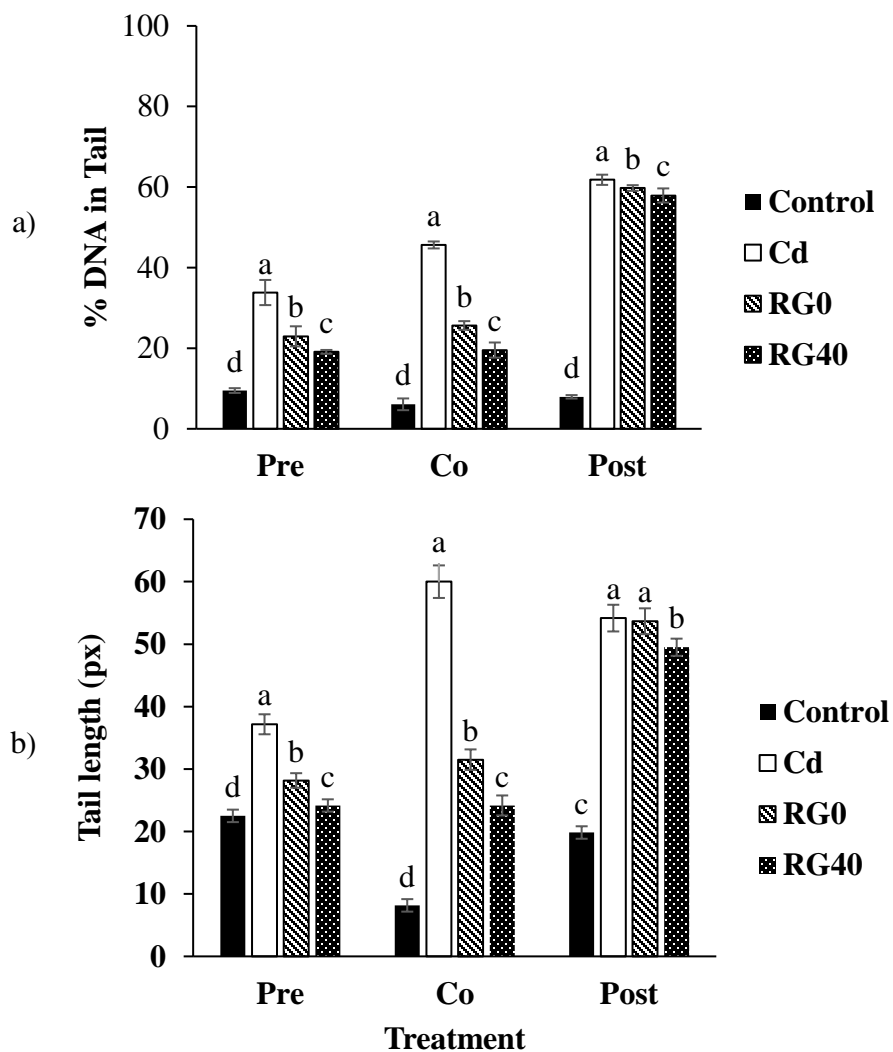 a)
% DNA in Tail
100
80
60
40
20
0
d a b c
d a b c
d a b c
Pre Co Post
Control
Cd
RG0
RG40
b)
Tail length (px)
70
60
50
40
30
20
10
0
d a b c
d a b c
c a a b
Pre Co Post
Treatment
Control
Cd
RG0
RG40